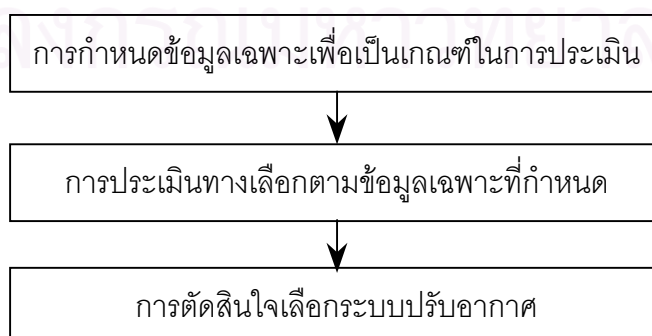 การกำหนดข้อมูลเฉพาะเพื่อเป็นเกณฑ์ในการประเมิน
การประเมินทางเลือกตามข้อมูลเฉพาะที่กำหนด
การตัดสินใจเลือกระบบปรับอากาศ